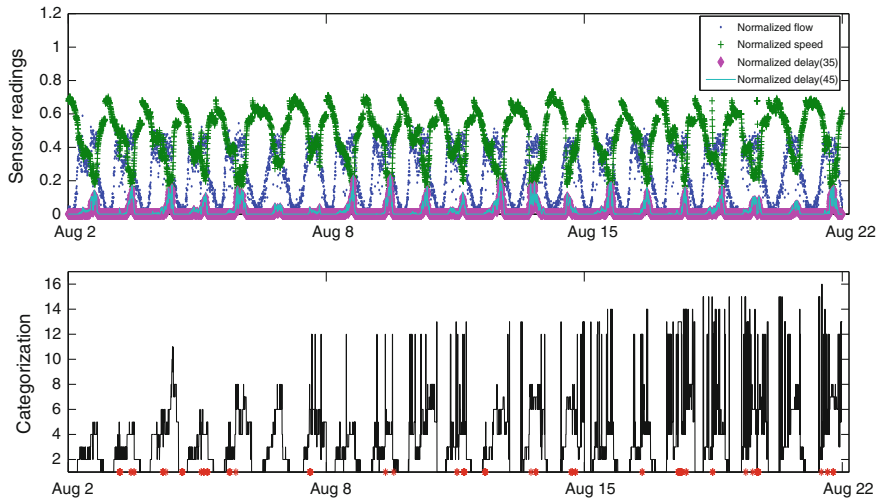 1.2
1
0.8
0.6
0.4
0.2
0
Sensor readings
Normalized flow
Normalized speed
Normalized delay(35)
Normalized delay(45)
Aug 2
Aug 8
Aug 15
Aug 22
16
14
12
10
8
6
4
2
Categorization
Aug 2
Aug 8
Aug 15
Aug 22